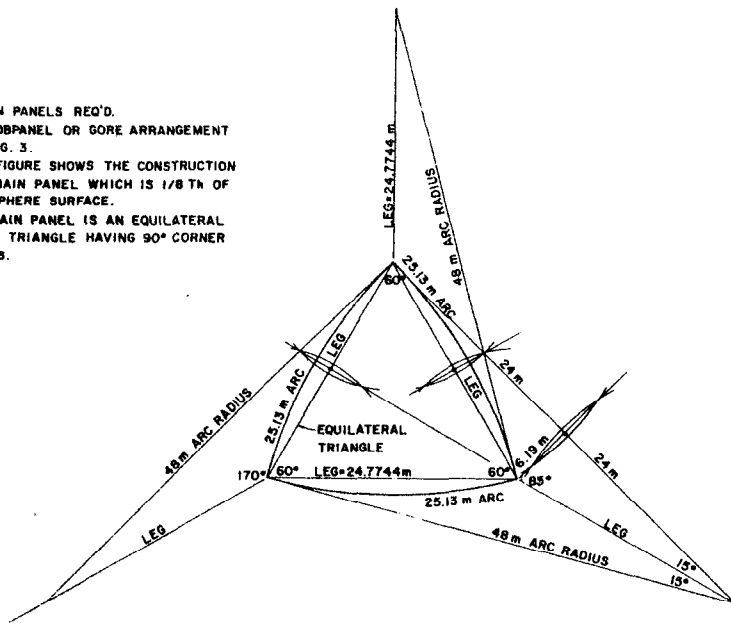 PANELS REQ'D.
OR GORE ARRANGEMENT
G. 3.
FIGURE SHOWS THE CONSTRUCTION
MAIN PANEL WHICH IS 1/8 TH OF
PHERE SURFACE.
AIN PANEL IS AN EQUILATERAL
TRIANGLE HAVING 90° CORNER
S.
LEG=24.7744 m
48 m ARC RADIUS
25.13 m ARC
60°
LEG
LEG
24 m
25.13 m ARC
48 m ARC RADIUS
EQUILATERAL
TRIANGLE
6.19 m
24 m
170°
60°
LEG=24.7744m
60°
85°
25.13 m ARC
LEG
LEG
48 m ARC RADIUS
15°
15°